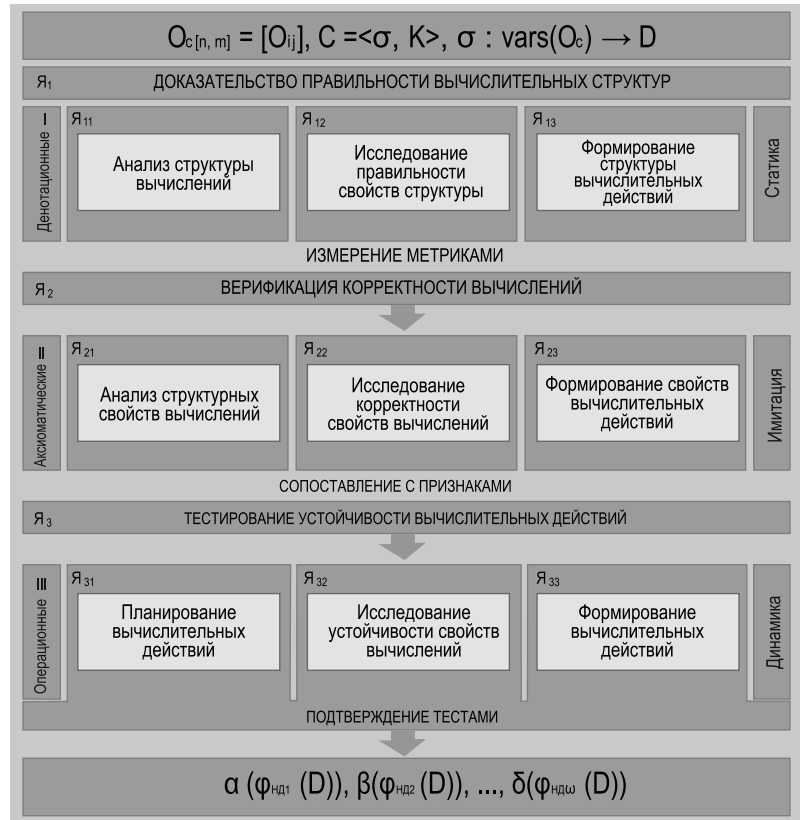 Oc[n, m] = [Oij], C =<σ, K>, σ : vars(Oc) → D
Я1 ДОКАЗАТЕЛЬСТВО ПРАВИЛЬНОСТИ ВЫЧИСЛИТЕЛЬНЫХ СТРУКТУР
Денотационные I
Я11
Анализ структуры
вычислений
Я12
Исследование
правильности
свойств структуры
Я13
Формирование
структуры
вычислительных
действий
Статика
ИЗМЕРЕНИЕ МЕТРИКАМИ
Я2 ВЕРИФИКАЦИЯ КОРРЕКТНОСТИ ВЫЧИСЛЕНИЙ
Аксиоматические II
Я21
Анализ структурных
свойств вычислений
Я22
Исследование
корректности
свойств вычислений
Я23
Формирование свойств
вычислительных
действий
Имитация
СОПОСТАВЛЕНИЕ С ПРИЗНАКАМИ
Я3 ТЕСТИРОВАНИЕ УСТОЙЧИВОСТИ ВЫЧИСЛИТЕЛЬНЫХ ДЕЙСТВИЙ
Операционные III
Я31
Планирование
вычислительных
действий
Я32
Исследование
устойчивости свойств
вычислений
Я33
Формирование
вычислительных
действий
Динамика
ПОДТВЕРЖДЕНИЕ ТЕСТАМИ
α (φнд1 (D)), β(φнд2 (D)), ..., δ(φндω (D))